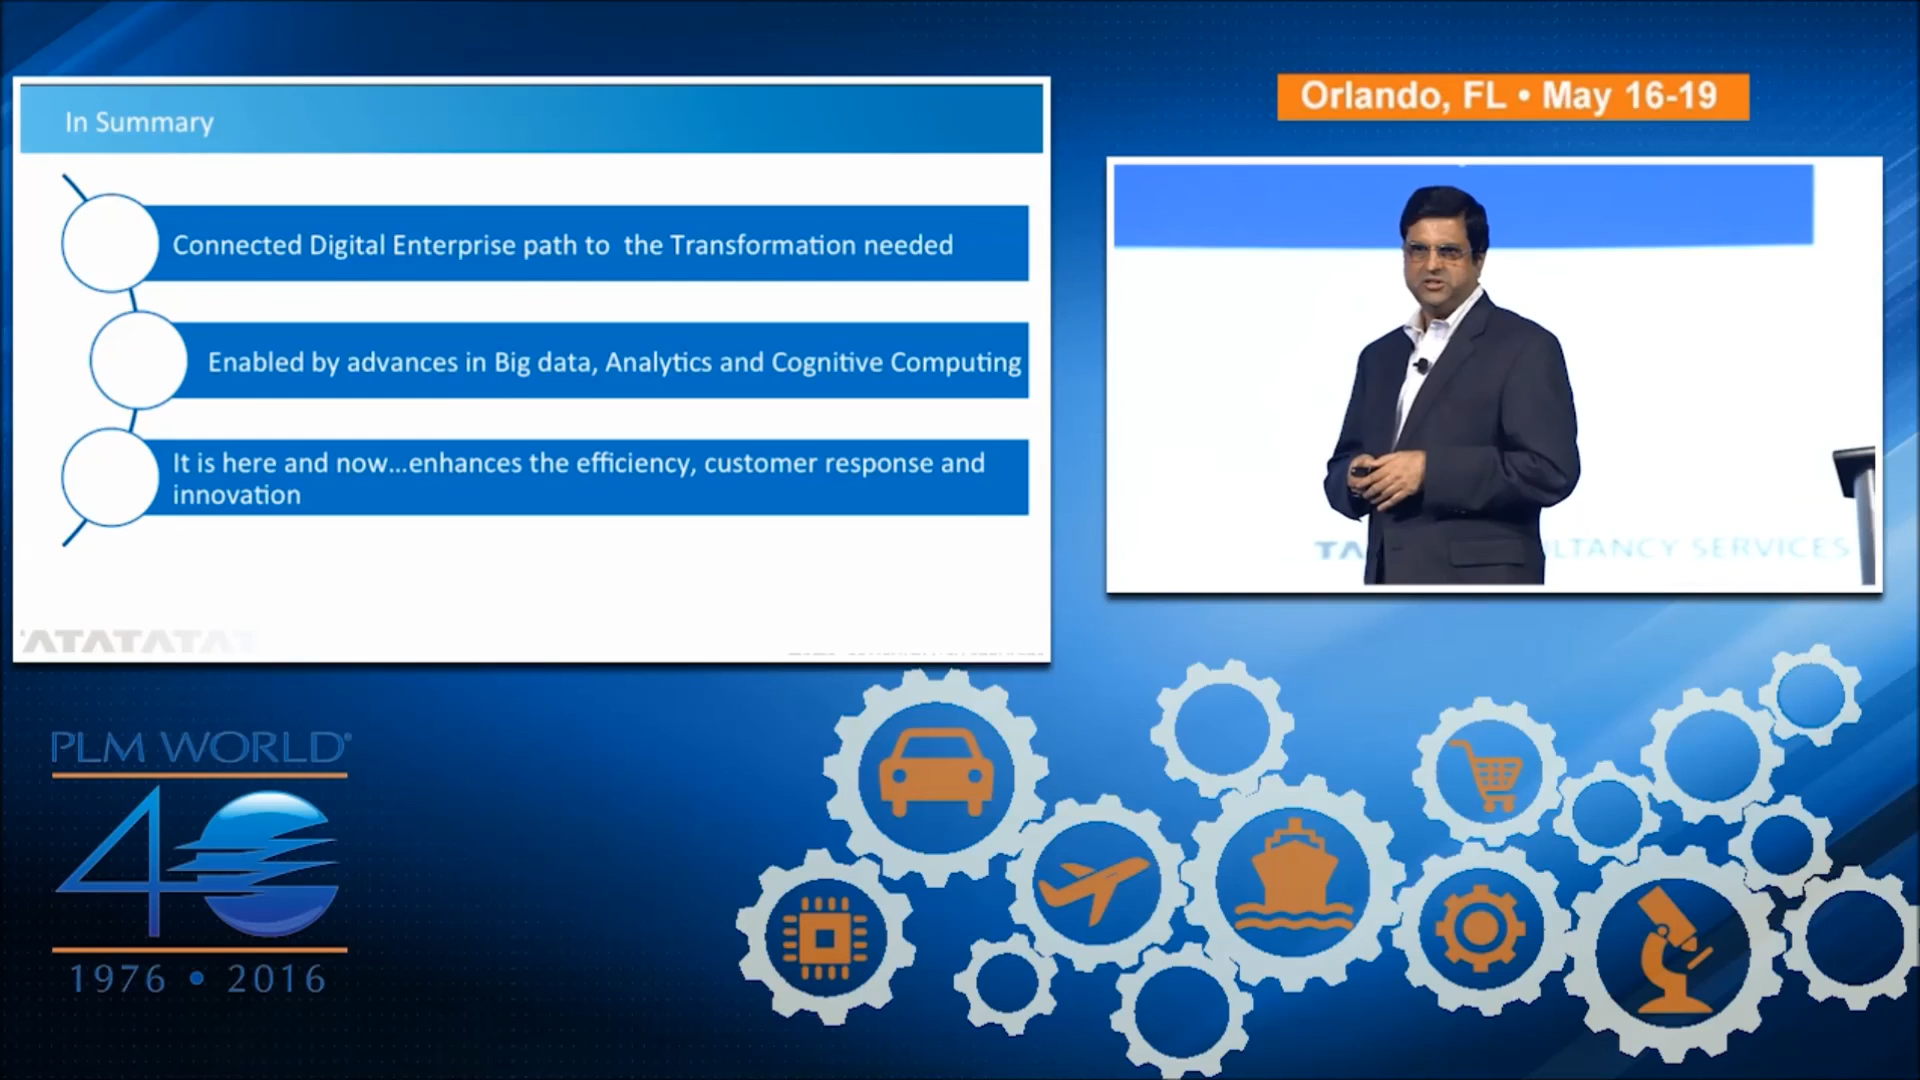 In Summary
Connected Digital Enterprise path to the Transformation needed
Enabled by advances in Big data, Analytics and Cognitive Computing
It is here and now...enhances the efficiency, customer response and
innovation
Orlando, FL • May 16-19
PLM WORLD®
40
1976 • 2016